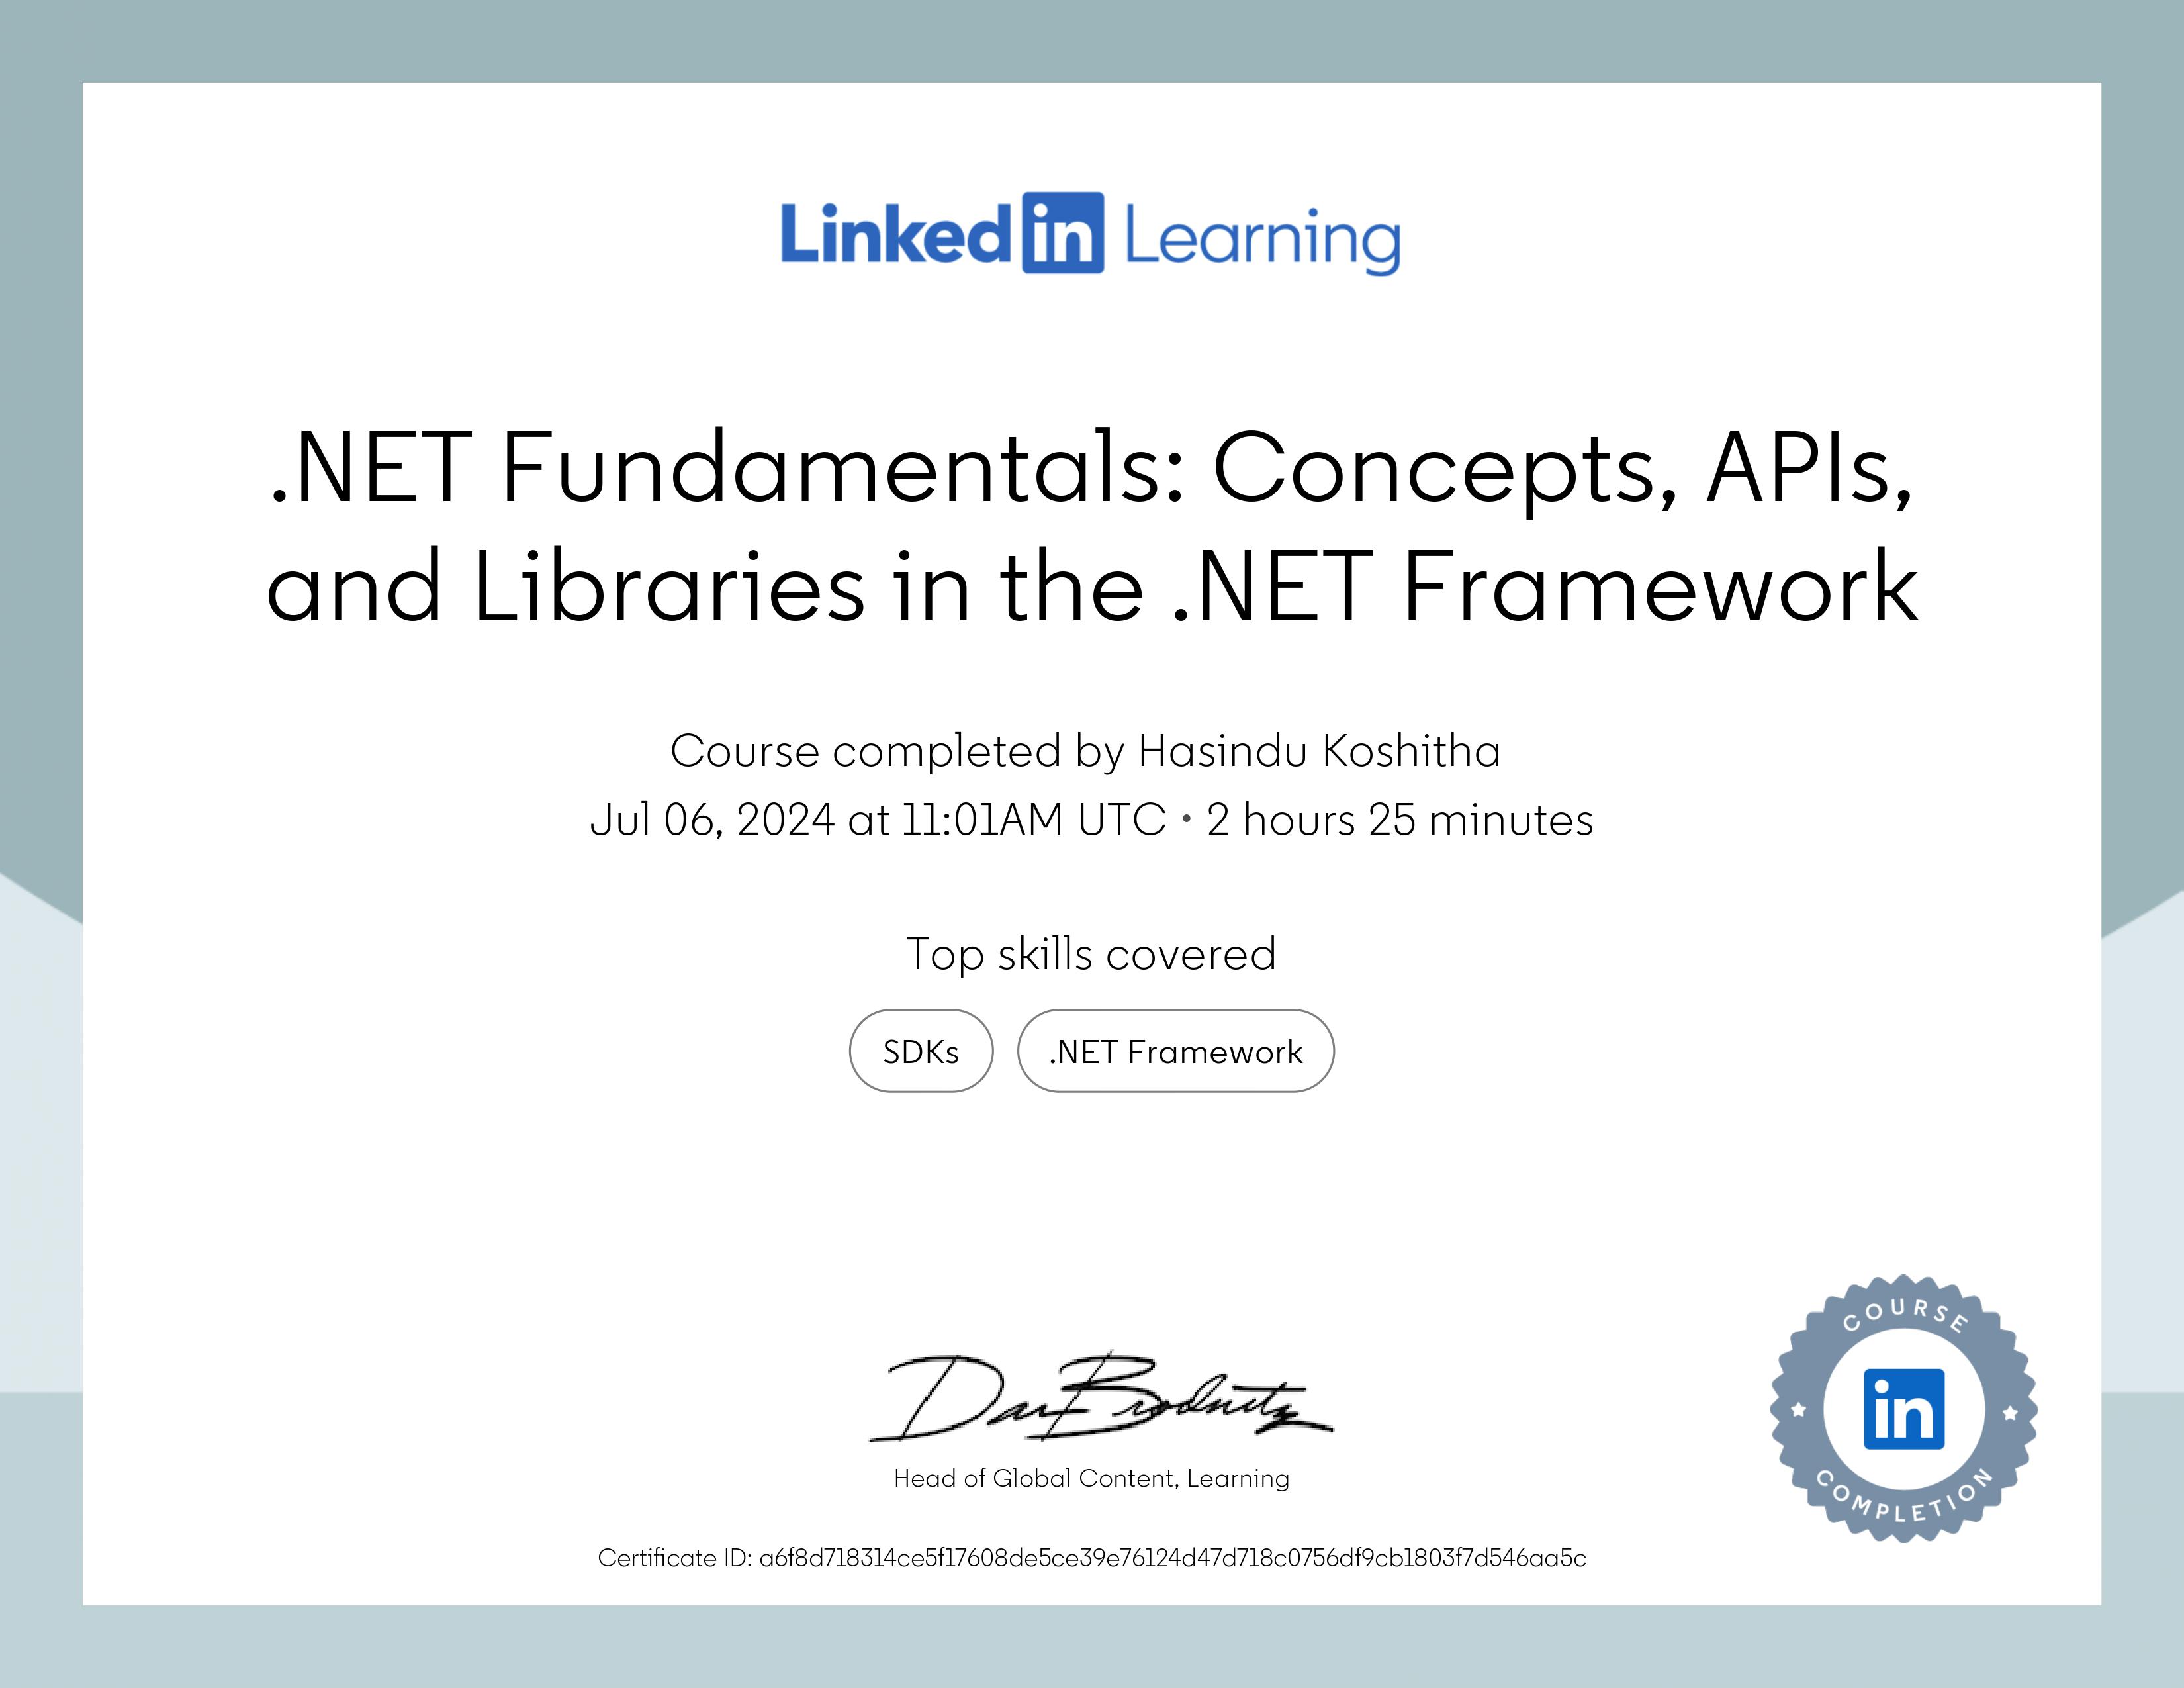 Linked in Learning
.NET Fundamentals: Concepts, APIs,
and Libraries in the .NET Framework
Course completed by Hasindu Koshitha
Jul 06, 2024 at 11:01AM UTC • 2 hours 25 minutes
Top skills covered
SDKs
.NET Framework
Dan Brodnitz
Head of Global Content, Learning
Certificate ID: a6f8d718314ce5f17608de5ce39e76124d47d718c0756df9cb1803f7d546aa5c
COURSE
in
COMPLETION